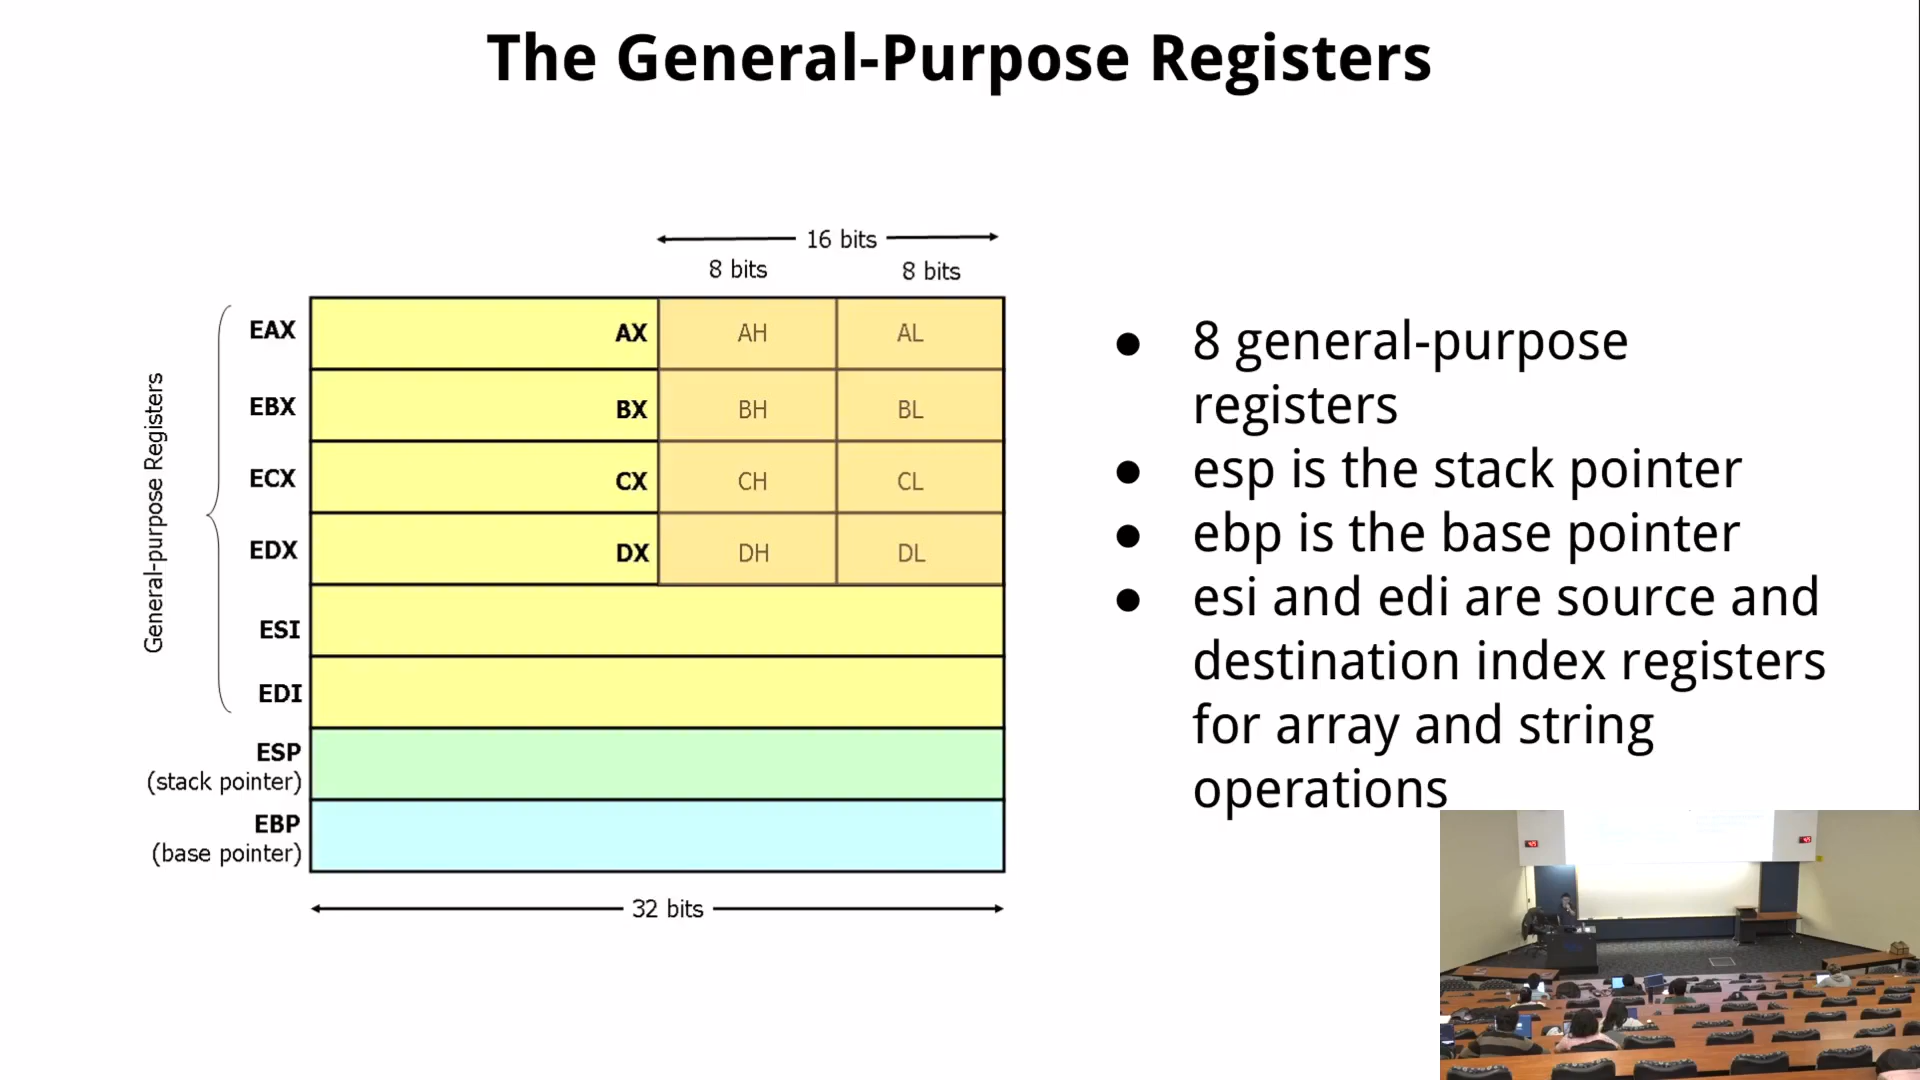 The General-Purpose Registers
16 bits
8 bits 8 bits
EAX AX AH AL
EBX BX BH BL
ECX CX CH CL
EDX DX DH DL
ESI
EDI
ESP
(stack pointer)
EBP
(base pointer)
General-purpose Registers
32 bits
● 8 general-purpose
registers
● esp is the stack pointer
● ebp is the base pointer
● esi and edi are source and
destination index registers
for array and string
operations